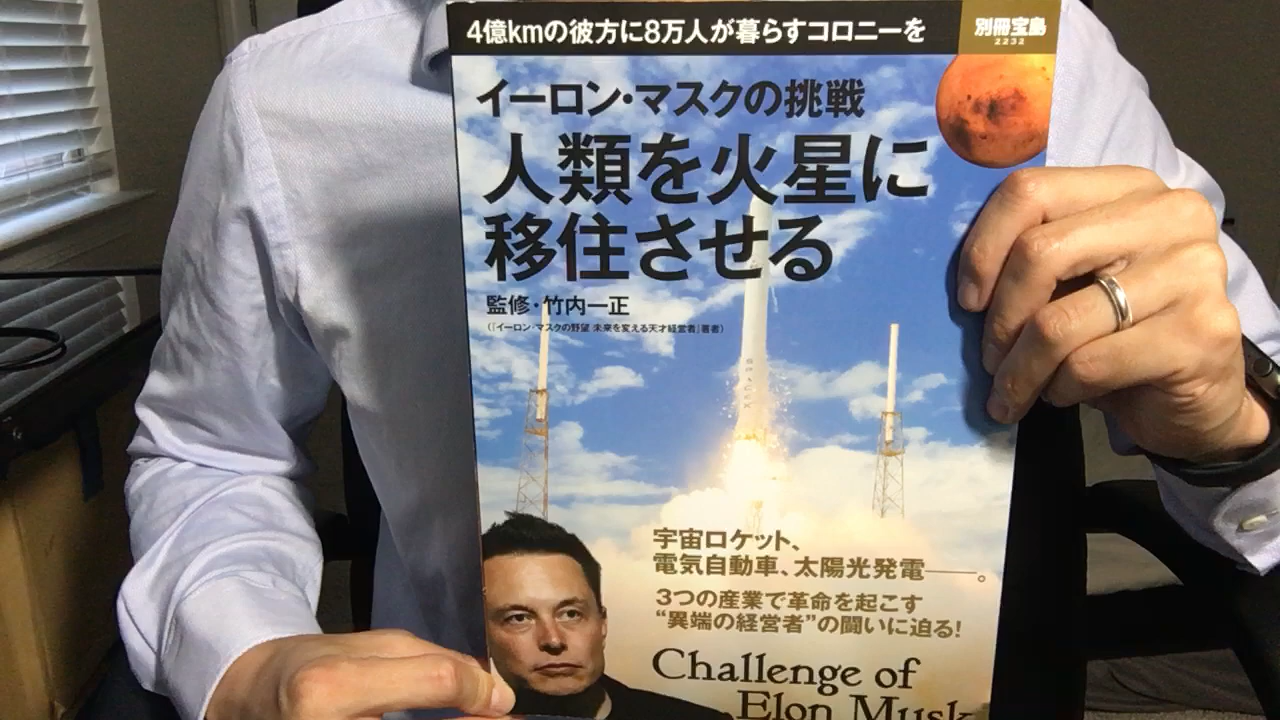 4億kmの彼方に8万人が暮らすコロニーを
別冊宝島
2232
イーロン・マスクの挑戦
人類を火星に
移住させる
監修・竹内一正
(『イーロン・マスクの野望 未来を変える天才経営者』著者)
宇宙ロケット、
電気自動車、太陽光発電――。
3つの産業で革命を起こす
“異端の経営者”の闘いに迫る!
Challenge of
Elon Musk